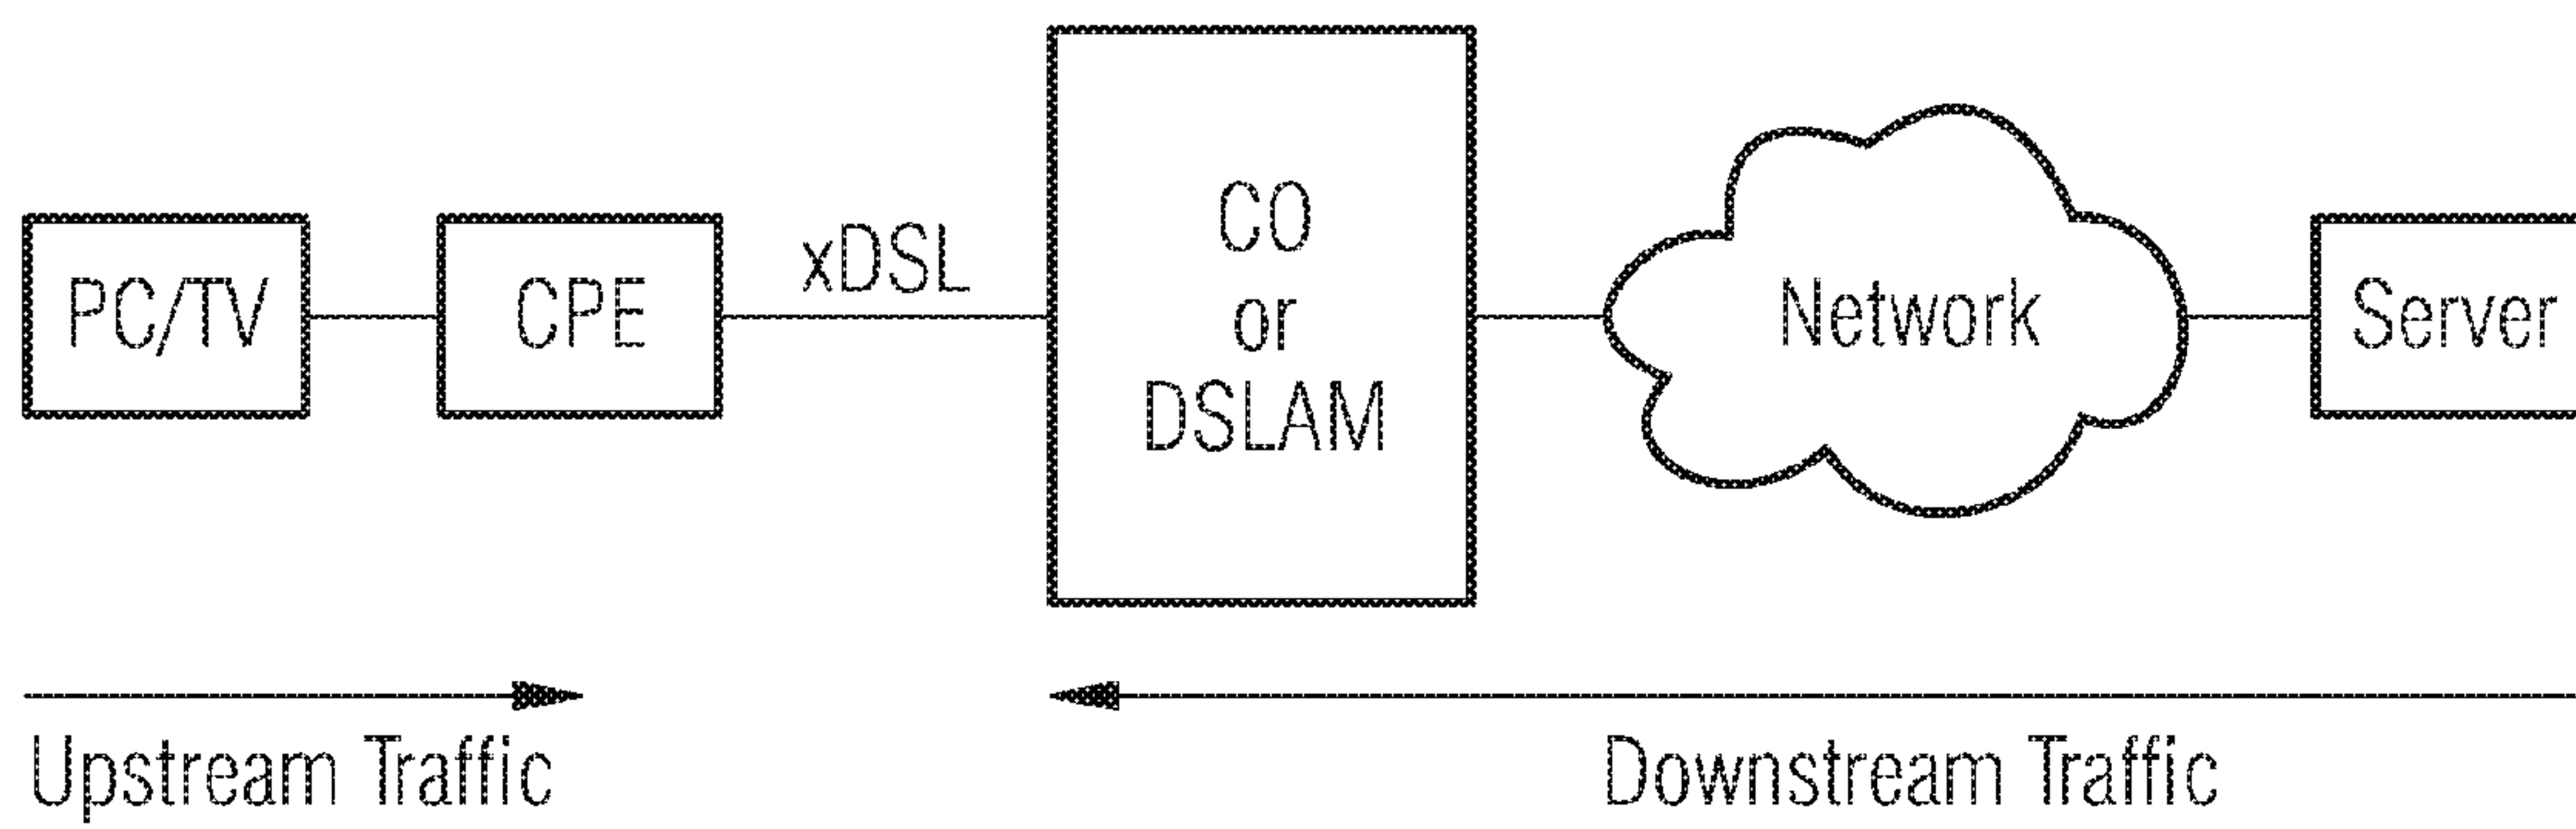 PC/TV
CPE
xDSL
CO
or
DSLAM
Network
Server
Upstream Traffic
Downstream Traffic